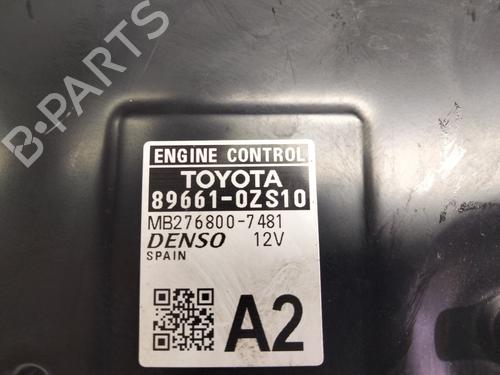 B-PARTS
ENGINE CONTROL
TOYOTA
89661-0ZS10
MB276800-7481
DENSO 12V
SPAIN
A2